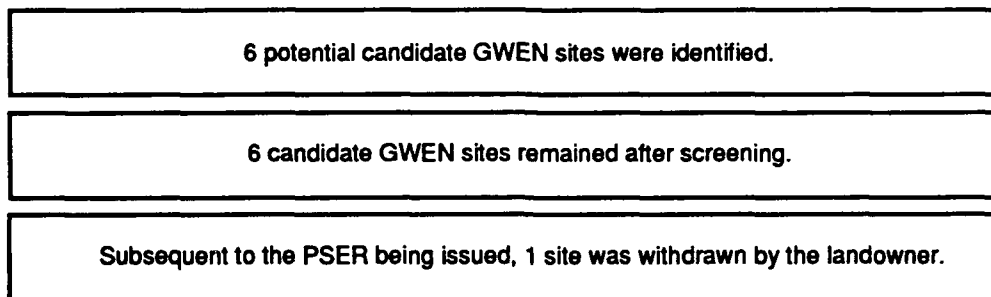 6 potential candidate GWEN sites were identified.
6 candidate GWEN sites remained after screening.
Subsequent to the PSER being issued, 1 site was withdrawn by the landowner.